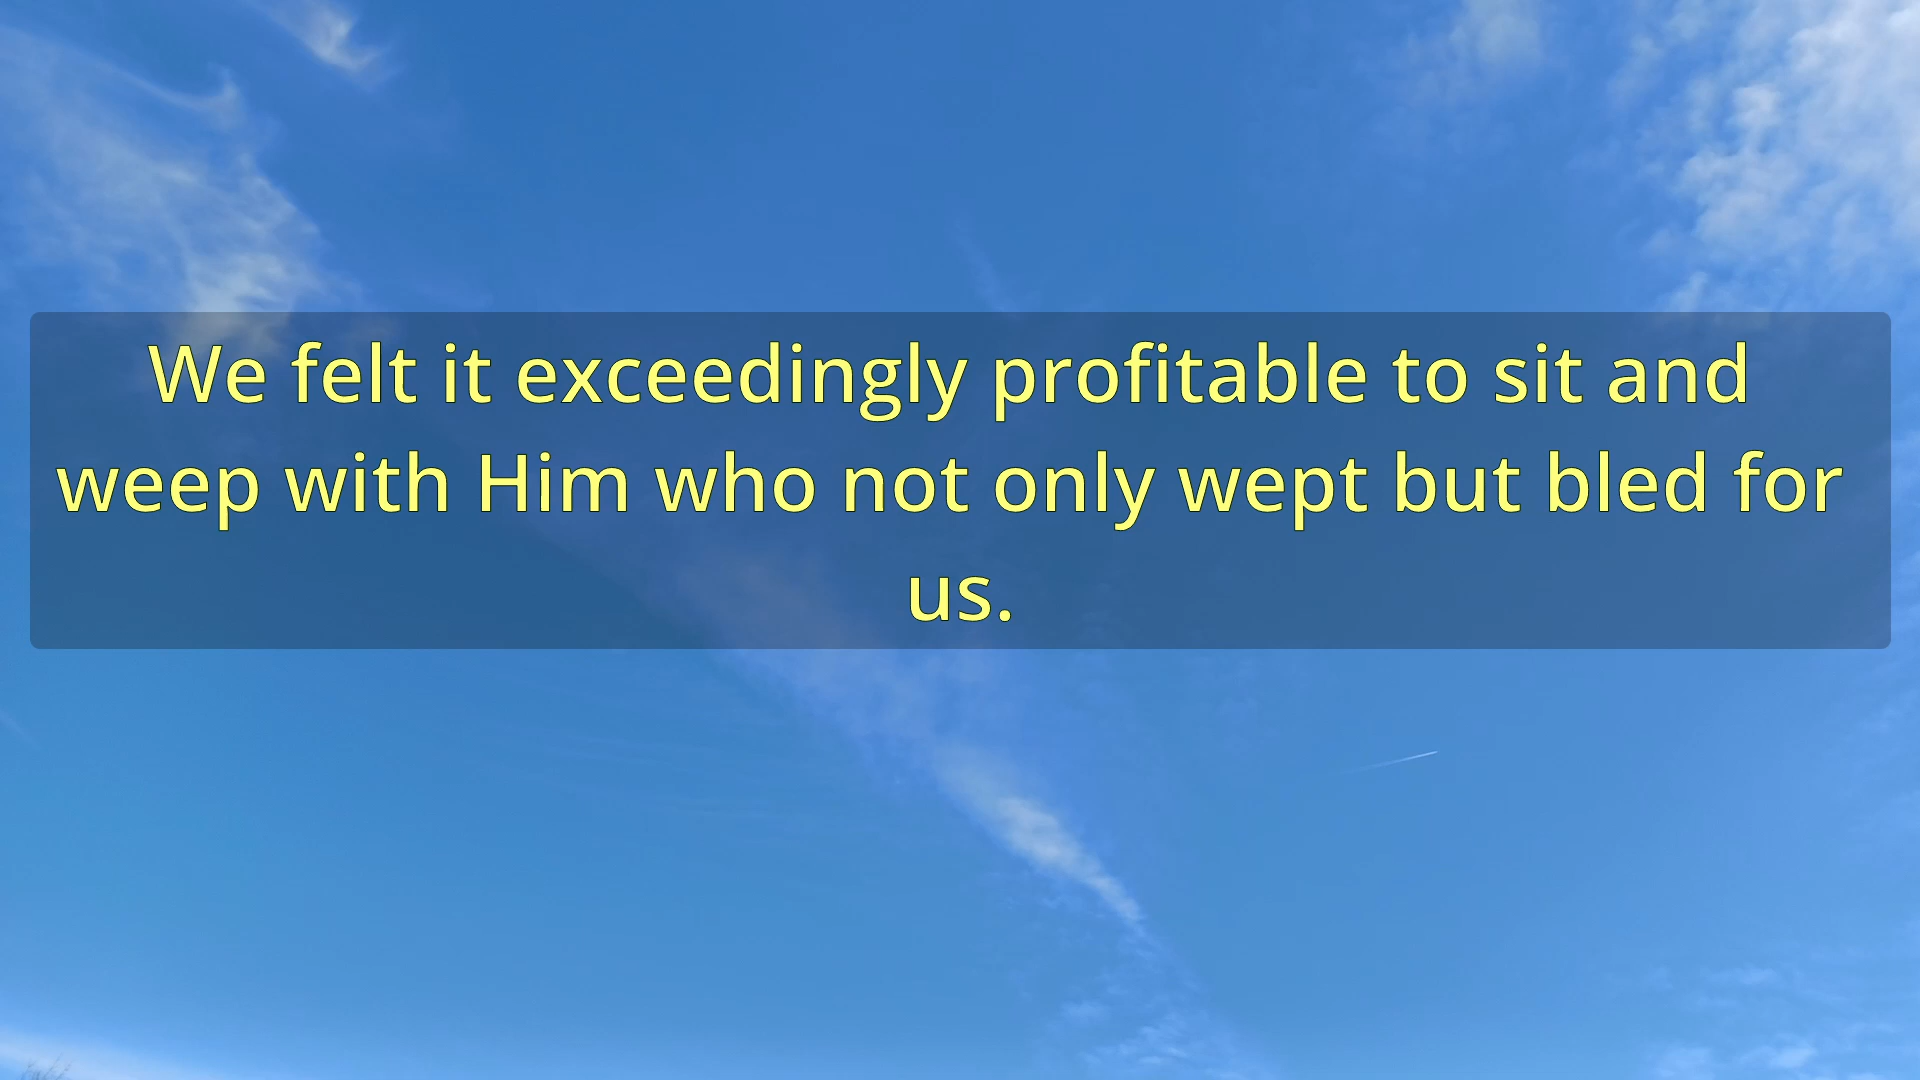 We felt it exceedingly profitable to sit and
weep with Him who not only wept but bled for
us.